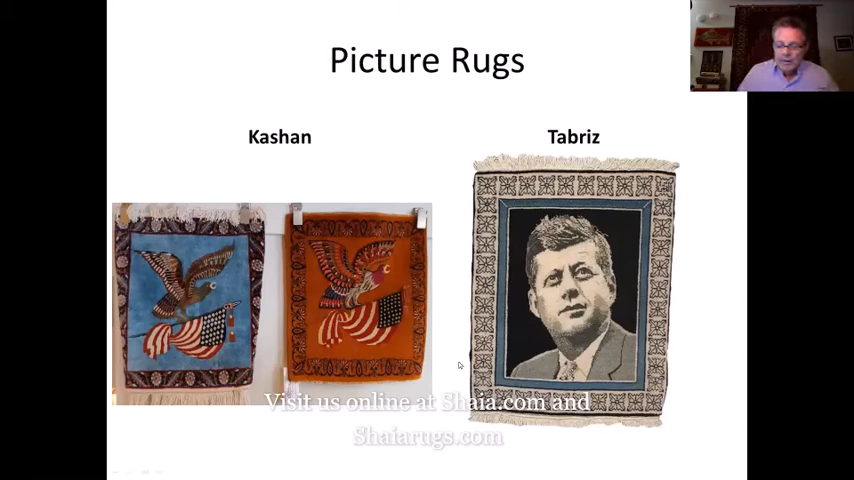 Picture Rugs
Kashan
Tabriz
Visit us online at Shaia.com and
Shaiarugs.com